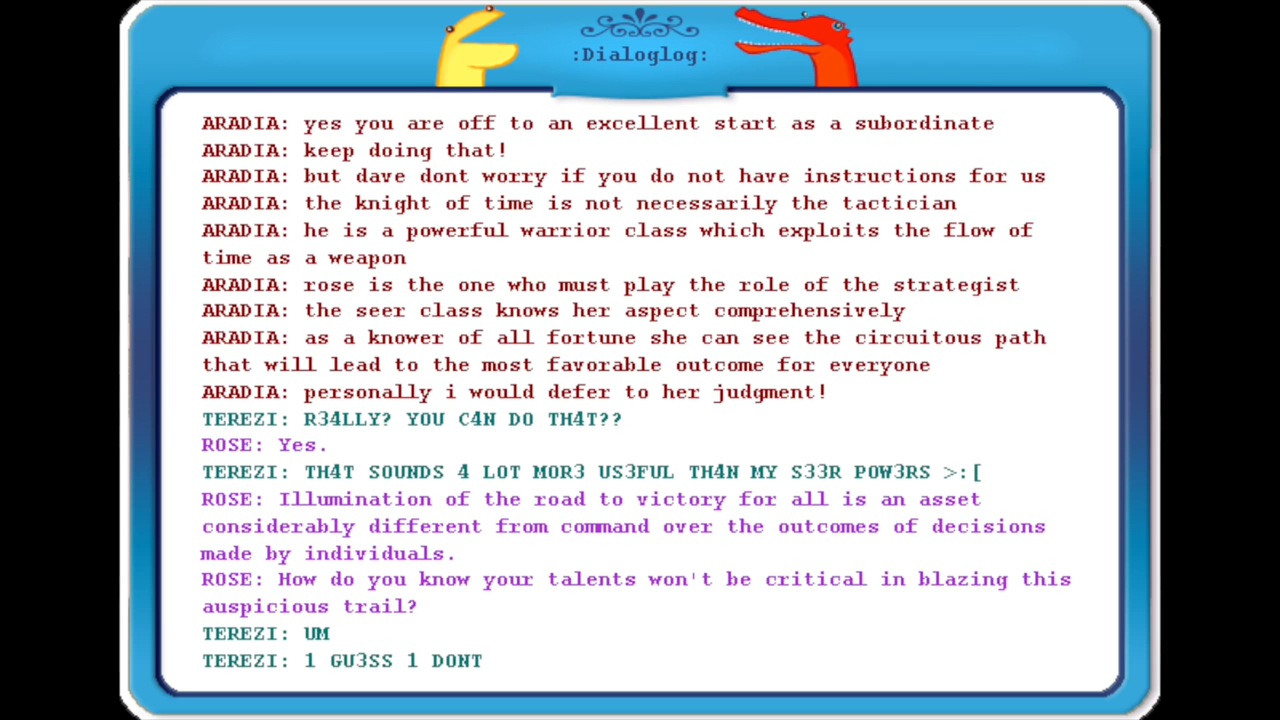 :Dialoglog:
ARADIA: yes you are off to an excellent start as a subordinate
ARADIA: keep doing that!
ARADIA: but dave dont worry if you do not have instructions for us
ARADIA: the knight of time is not necessarily the tactician
ARADIA: he is a powerful warrior class which exploits the flow of
time as a weapon
ARADIA: rose is the one who must play the role of the strategist
ARADIA: the seer class knows her aspect comprehensively
ARADIA: as a knower of all fortune she can see the circuitous path
that will lead to the most favorable outcome for everyone
ARADIA: personally i would defer to her judgment!
TEREZI: R34LLY? YOU C4N DO TH4T??
ROSE: Yes.
TEREZI: TH4T SOUNDS 4 LOT MOR3 US3FUL TH4N MY S33R POW3RS >:[
ROSE: Illumination of the road to victory for all is an asset
considerably different from command over the outcomes of decisions
made by individuals.
ROSE: How do you know your talents won't be critical in blazing this
auspicious trail?
TEREZI: UM
TEREZI: 1 GU3SS 1 DONT